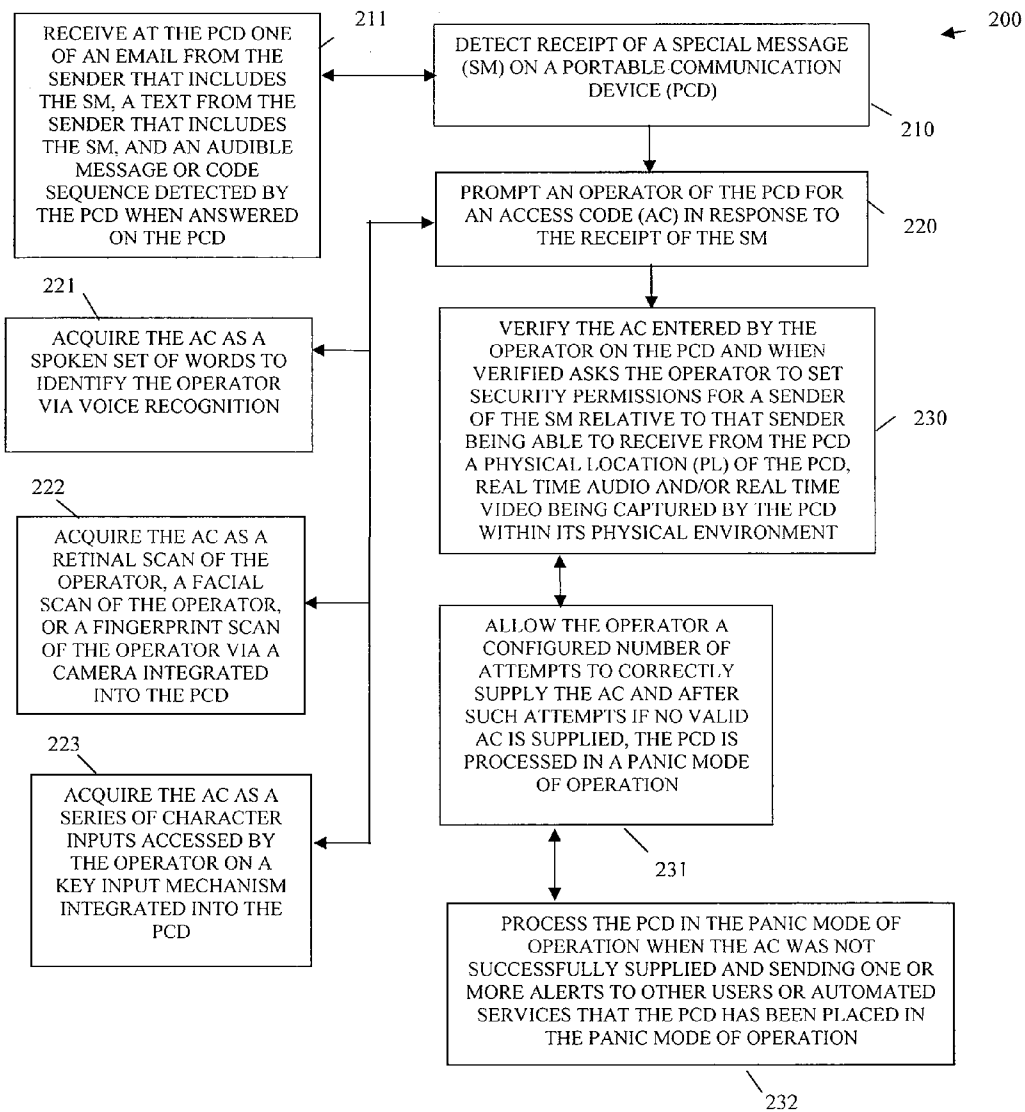 200
211
RECEIVE AT THE PCD ONE
OF AN EMAIL FROM THE
SENDER THAT INCLUDES
THE SM, A TEXT FROM THE
SENDER THAT INCLUDES
THE SM, AND AN AUDIBLE
MESSAGE OR CODE
SEQUENCE DETECTED BY
THE PCD WHEN ANSWERED
ON THE PCD
DETECT RECEIPT OF A SPECIAL MESSAGE
(SM) ON A PORTABLE COMMUNICATION
DEVICE (PCD)
210
PROMPT AN OPERATOR OF THE PCD FOR
AN ACCESS CODE (AC) IN RESPONSE TO
THE RECEIPT OF THE SM
220
221
ACQUIRE THE AC AS A
SPOKEN SET OF WORDS TO
IDENTIFY THE OPERATOR
VIA VOICE RECOGNITION
222
ACQUIRE THE AC AS A
RETINAL SCAN OF THE
OPERATOR, A FACIAL
SCAN OF THE OPERATOR,
OR A FINGERPRINT SCAN
OF THE OPERATOR VIA A
CAMERA INTEGRATED
INTO THE PCD
223
ACQUIRE THE AC AS A
SERIES OF CHARACTER
INPUTS ACCESSED BY
THE OPERATOR ON A
KEY INPUT MECHANISM
INTEGRATED INTO THE
PCD
VERIFY THE AC ENTERED BY THE
OPERATOR ON THE PCD AND WHEN
VERIFIED ASKS THE OPERATOR TO SET
SECURITY PERMISSIONS FOR A SENDER
OF THE SM RELATIVE TO THAT SENDER
BEING ABLE TO RECEIVE FROM THE PCD
A PHYSICAL LOCATION (PL) OF THE PCD,
REAL TIME AUDIO AND/OR REAL TIME
VIDEO BEING CAPTURED BY THE PCD
WITHIN ITS PHYSICAL ENVIRONMENT
230
ALLOW THE OPERATOR A
CONFIGURED NUMBER OF
ATTEMPTS TO CORRECTLY
SUPPLY THE AC AND AFTER
SUCH ATTEMPTS IF NO VALID
AC IS SUPPLIED, THE PCD IS
PROCESSED IN A PANIC MODE
OF OPERATION
231
PROCESS THE PCD IN THE PANIC MODE OF
OPERATION WHEN THE AC WAS NOT
SUCCESSFULLY SUPPLIED AND SENDING ONE OR
MORE ALERTS TO OTHER USERS OR AUTOMATED
SERVICES THAT THE PCD HAS BEEN PLACED IN
THE PANIC MODE OF OPERATION
232